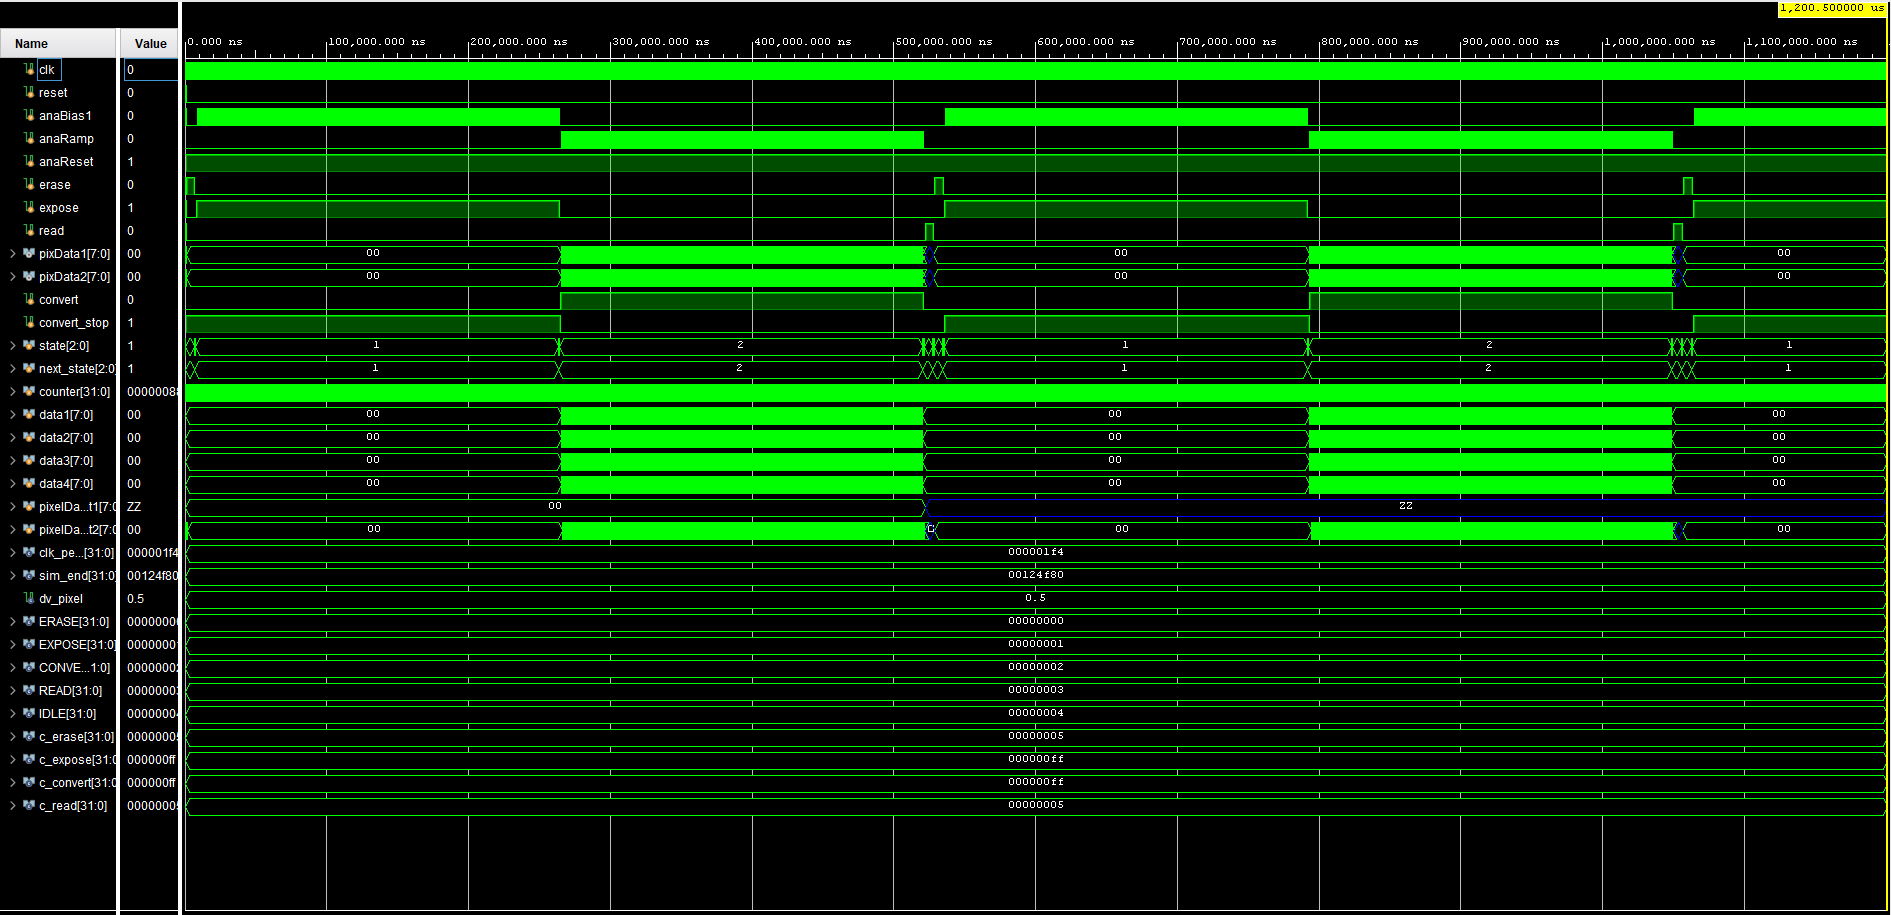 1,200.500000 us
Name Value
0.000 ns 100,000.000 ns 200,000.000 ns 300,000.000 ns 400,000.000 ns 500,000.000 ns 600,000.000 ns 700,000.000 ns 800,000.000 ns 900,000.000 ns 1,000,000.000 ns 1,100,000.000 ns
clk 0
reset 0
anaBias1 0
anaRamp 0
anaReset 1
erase 0
expose 1
read 0
pixData1[7:0] 00 00 00 00
pixData2[7:0] 00 00 00 00
convert 0
convert_stop 1
state[2:0] 1 1 2 1 2 1
next_state[2:0 1 1 2 1 2 1
counter[31:0] 0000008
data1[7:0] 00 00 00 00
data2[7:0] 00 00 00 00
data3[7:0] 00 00 00 00
data4[7:0] 00 00 00 00
pixelDa...t1[7:0 ZZ 00 ZZ
pixelDa...t2[7:0 00 00 00 00
clk_pe...[31:0] 000001f4 000001f4
sim_end[31:0] 00124f80 00124f80
dv_pixel 0.5 0.5
ERASE[31:0] 0000000 00000000
EXPOSE[31:0] 0000000 00000001
CONVE...1:0] 0000000 00000002
READ[31:0] 0000000 00000003
IDLE[31:0] 0000000 00000004
c_erase[31:0] 0000000 00000005
c_expose[31:0 000000ff 000000ff
c_convert[31:0 000000ff 000000ff
c_read[31:0] 0000000 00000005